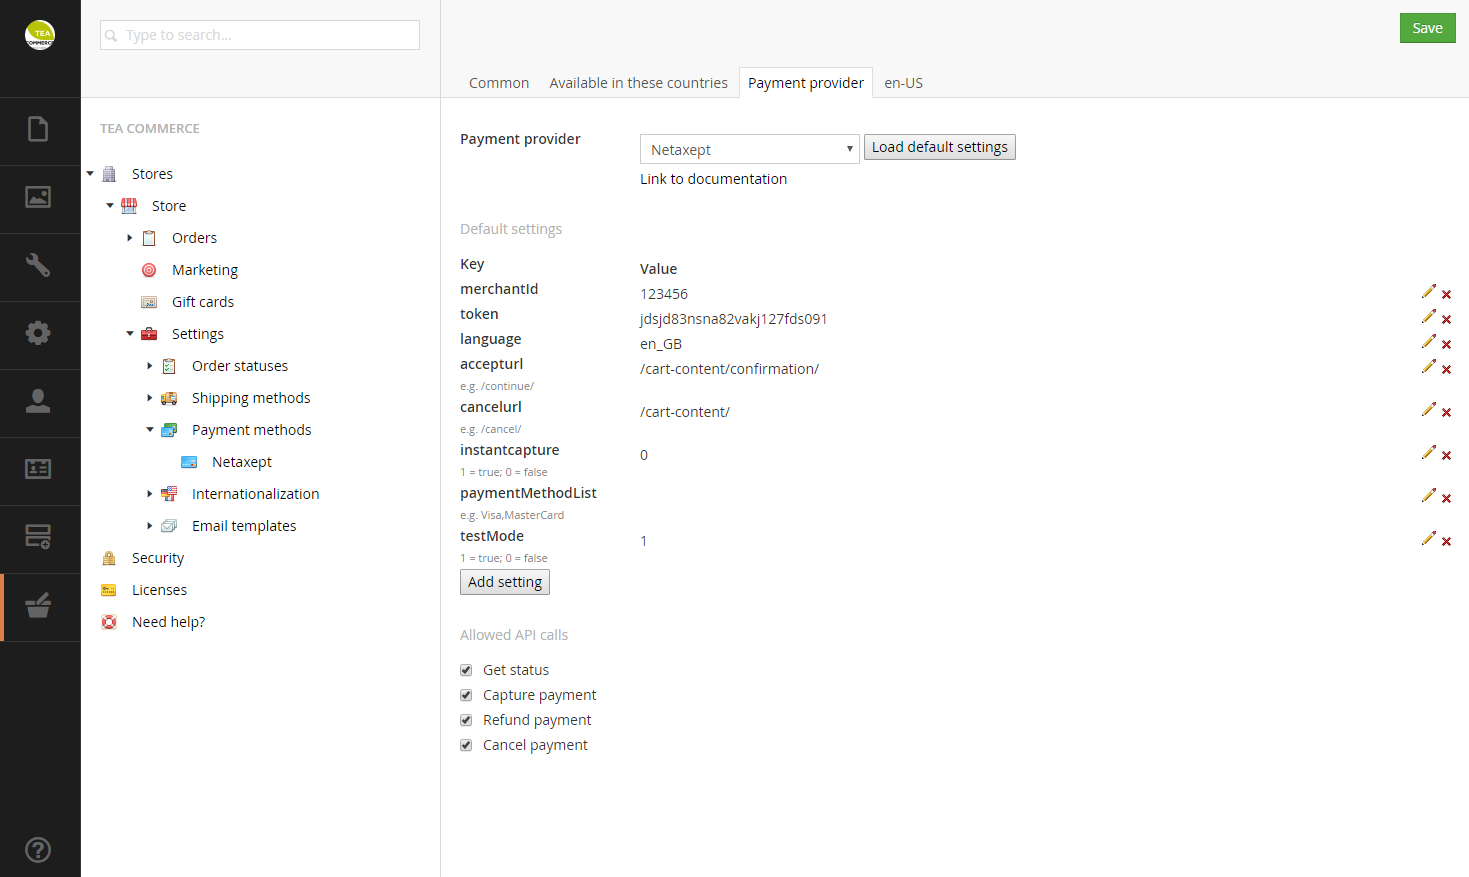 TEA
COMMERCE
Type to search...
Save
Common
Available in these countries
Payment provider
en-US
TEA COMMERCE
Stores
Store
Orders
Marketing
Gift cards
Settings
Order statuses
Shipping methods
Payment methods
Netaxept
Internationalization
Email templates
Security
Licenses
Need help?
Payment provider
Netaxept
Load default settings
Link to documentation
Default settings
Key Value
merchantId 123456
token jdsjd83nsna82vakj127fds091
language en_GB
accepturl /cart-content/confirmation/
e.g. /continue/
cancelurl /cart-content/
e.g. /cancel/
instantcapture 0
1 = true; 0 = false
paymentMethodList
e.g. Visa,MasterCard
testMode 1
1 = true; 0 = false
Add setting
Allowed API calls
Get status
Capture payment
Refund payment
Cancel payment